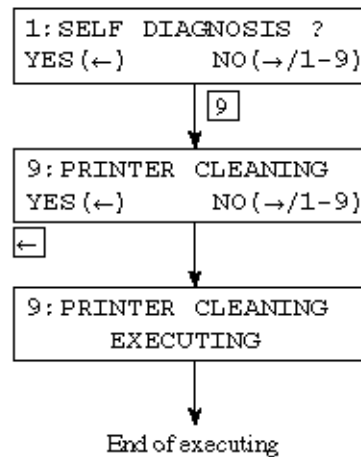 1:SELF DIAGNOSIS ?
YES(←) NO(→/1-9)
9
9:PRINTER CLEANING
YES(←) NO(→/1-9)
←
9:PRINTER CLEANING
EXECUTING
End of executing